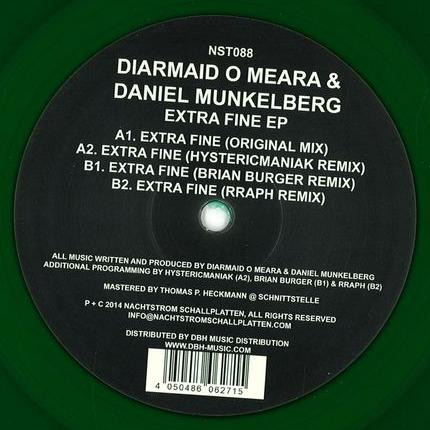 NST088
DIARMAID O MEARA &
DANIEL MUNKELBERG
EXTRA FINE EP
A1. EXTRA FINE (ORIGINAL MIX)
A2. EXTRA FINE (HYSTERICMANIAK REMIX)
B1. EXTRA FINE (BRIAN BURGER REMIX)
B2. EXTRA FINE (RRAPH REMIX)
ALL MUSIC WRITTEN AND PRODUCED BY DIARMAID O MEARA & DANIEL MUNKELBERG
ADDITIONAL PROGRAMMING BY HYSTERICMANIAK (A2), BRIAN BURGER (B1) & RRAPH (B2)
MASTERED BY THOMAS P. HECKMANN @ SCHNITTSTELLE
P + C 2014 NACHTSTROM SCHALLPLATTEN, ALL RIGHTS RESERVED
INFO@NACHTSTROMSCHALLPLATTEN.COM
DISTRIBUTED BY DBH MUSIC DISTRIBUTION
WWW.DBH-MUSIC.COM
4 050486 062715